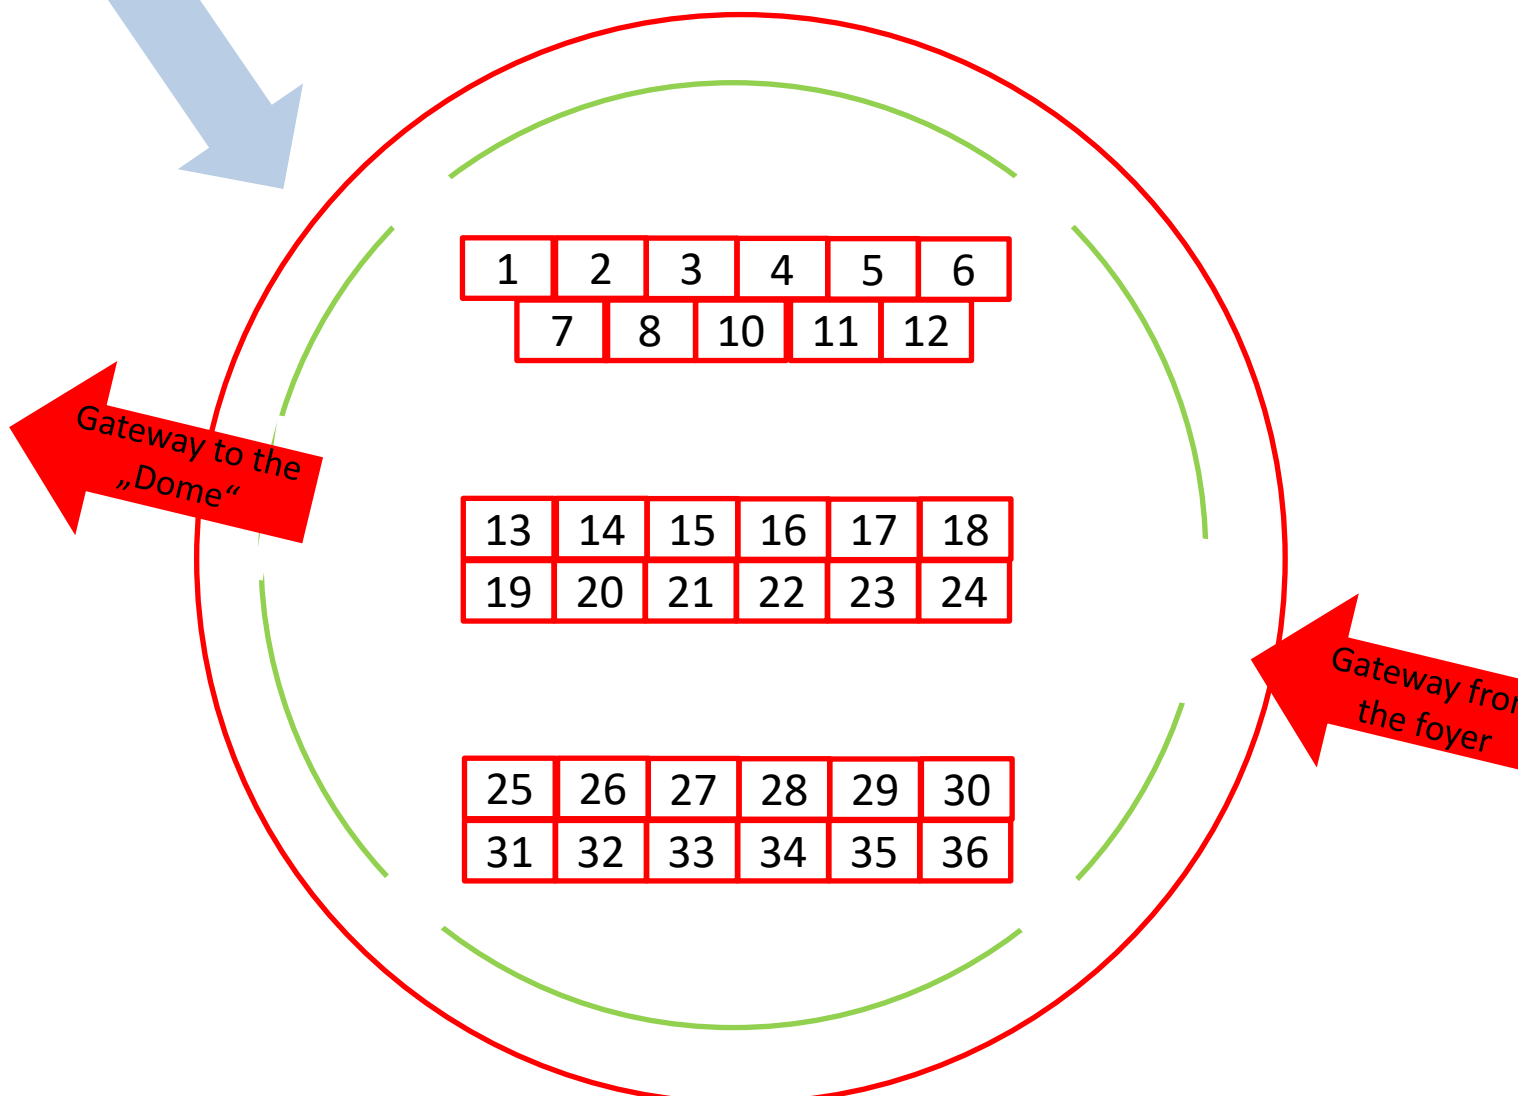 1 2 3 4 5 6
7 8 10 11 12
Gateway to the
„Dome“
13 14 15 16 17 18
19 20 21 22 23 24
Gateway from
the foyer
25 26 27 28 29 30
31 32 33 34 35 36